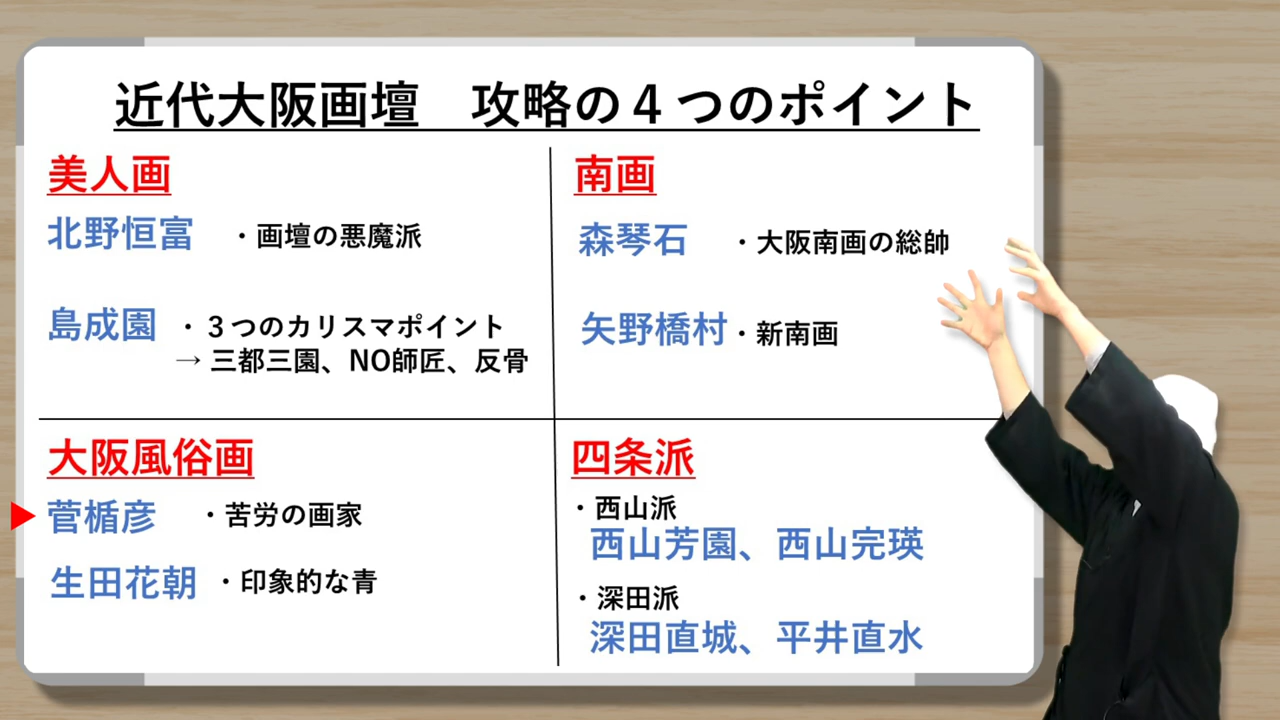 近代大阪画壇　攻略の４つのポイント
美人画
北野恒富　・画壇の悪魔派
島成園　・３つのカリスマポイント
→ 三都三園、NO師匠、反骨
南画
森琴石　・大阪南画の総帥
矢野橋村・新南画
大阪風俗画
菅楯彦　・苦労の画家
生田花朝　・印象的な青
四条派
・西山派
西山芳園、西山完瑛
・深田派
深田直城、平井直水